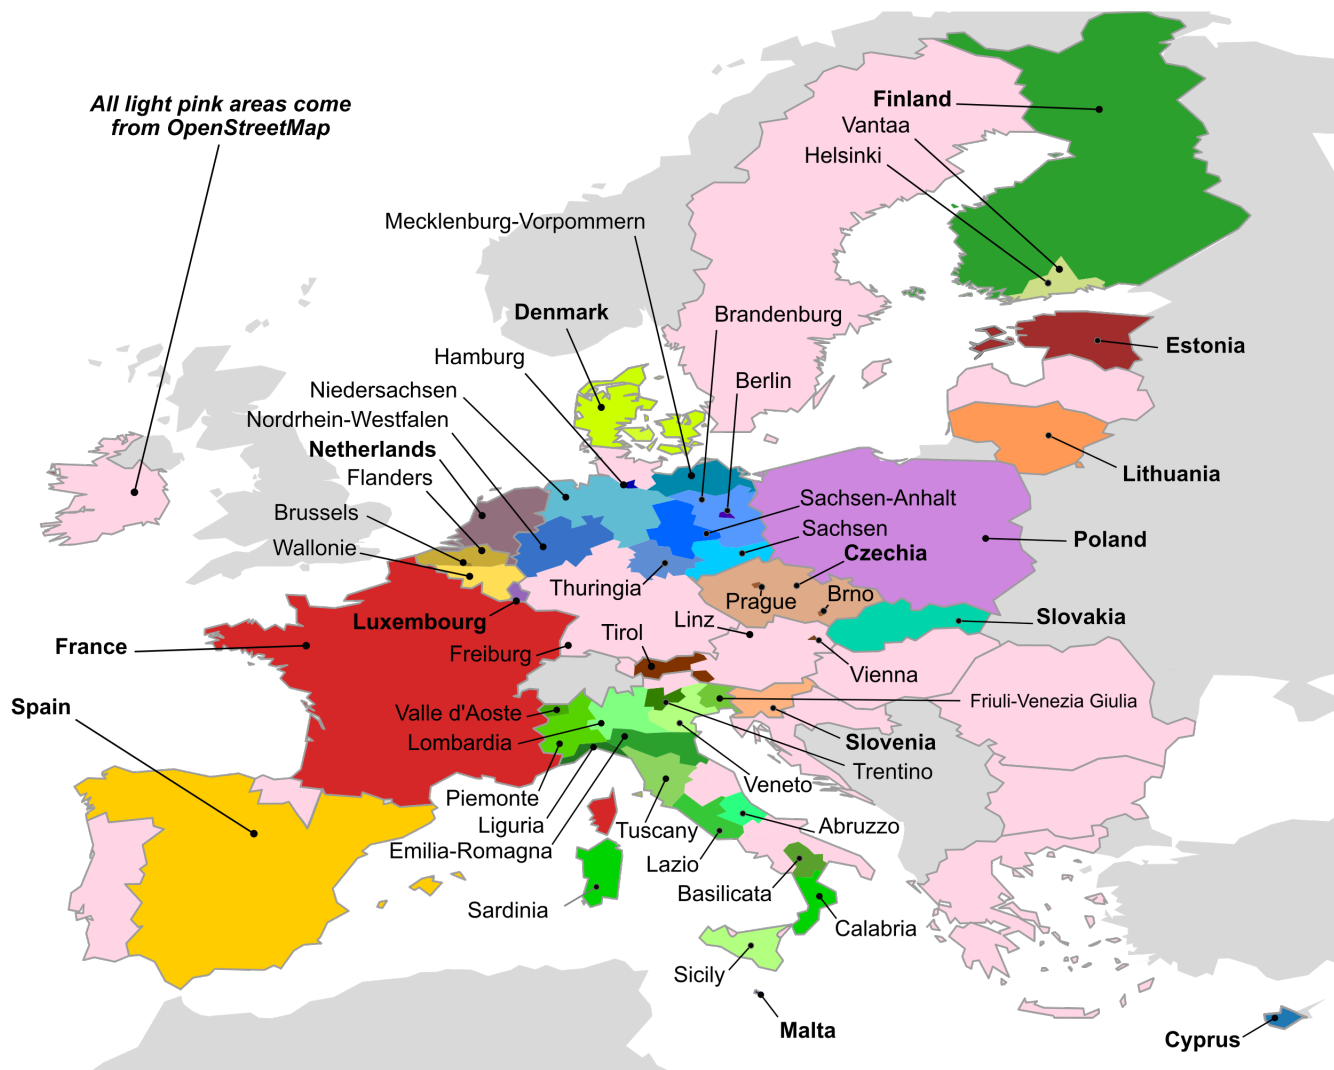 All light pink areas come
from OpenStreetMap
Finland
Vantaa
Helsinki
Mecklenburg-Vorpommern
Denmark
Brandenburg
Estonia
Hamburg
Berlin
Niedersachsen
Nordrhein-Westfalen
Netherlands
Flanders
Lithuania
Sachsen-Anhalt
Brussels
Sachsen
Wallonie
Czechia
Poland
Thuringia
Prague
Brno
Luxembourg
Linz
Slovakia
Tirol
France
Freiburg
Vienna
Spain
Friuli-Venezia Giulia
Valle d'Aoste
Lombardia
Slovenia
Trentino
Veneto
Piemonte
Liguria
Tuscany
Abruzzo
Emilia-Romagna
Lazio
Basilicata
Sardinia
Calabria
Sicily
Malta
Cyprus